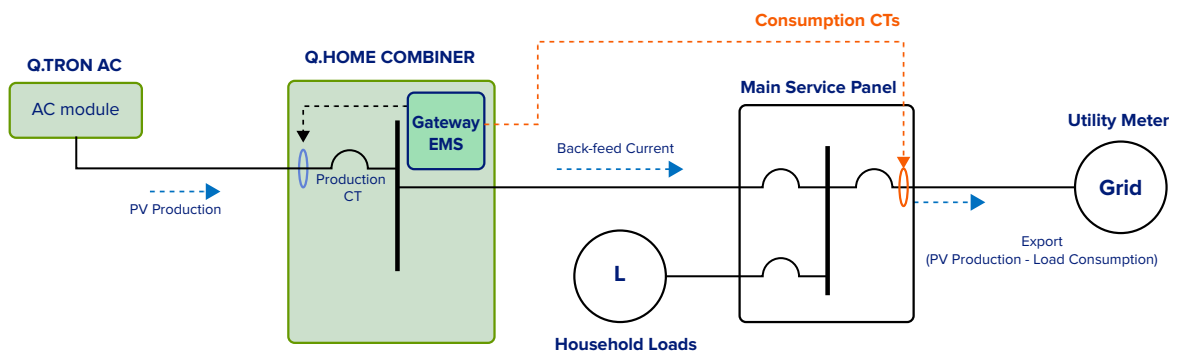 Consumption CTs
Q.TRON AC
Q.HOME COMBINER
AC module
Main Service Panel
Gateway
EMS
Utility Meter
Back-feed Current
Production
CT
PV Production
Grid
Export
(PV Production - Load Consumption)
L
Household Loads